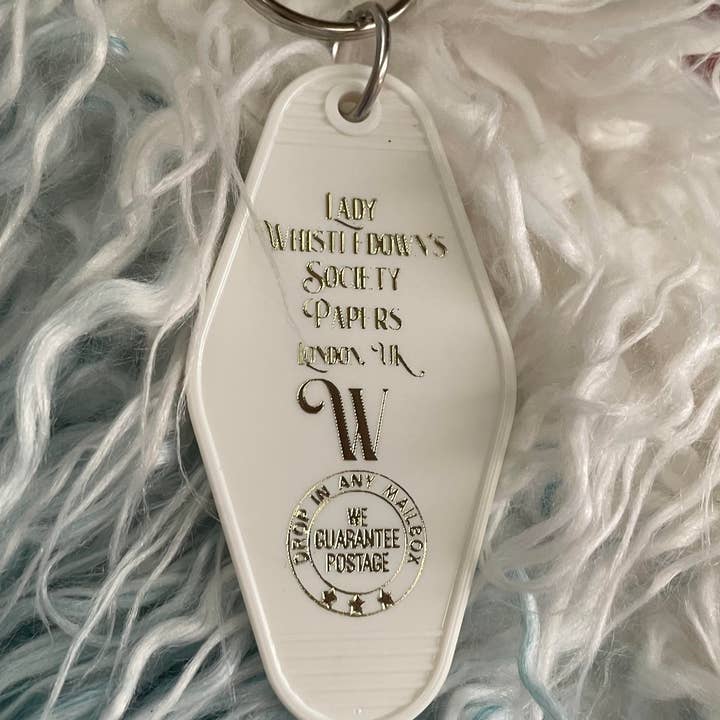 LADY
WHISTLEDOWN'S
SOCIETY
PAPERS
LONDON, UK
W
DROP IN ANY MAILBOX
WE
GUARANTEE
POSTAGE